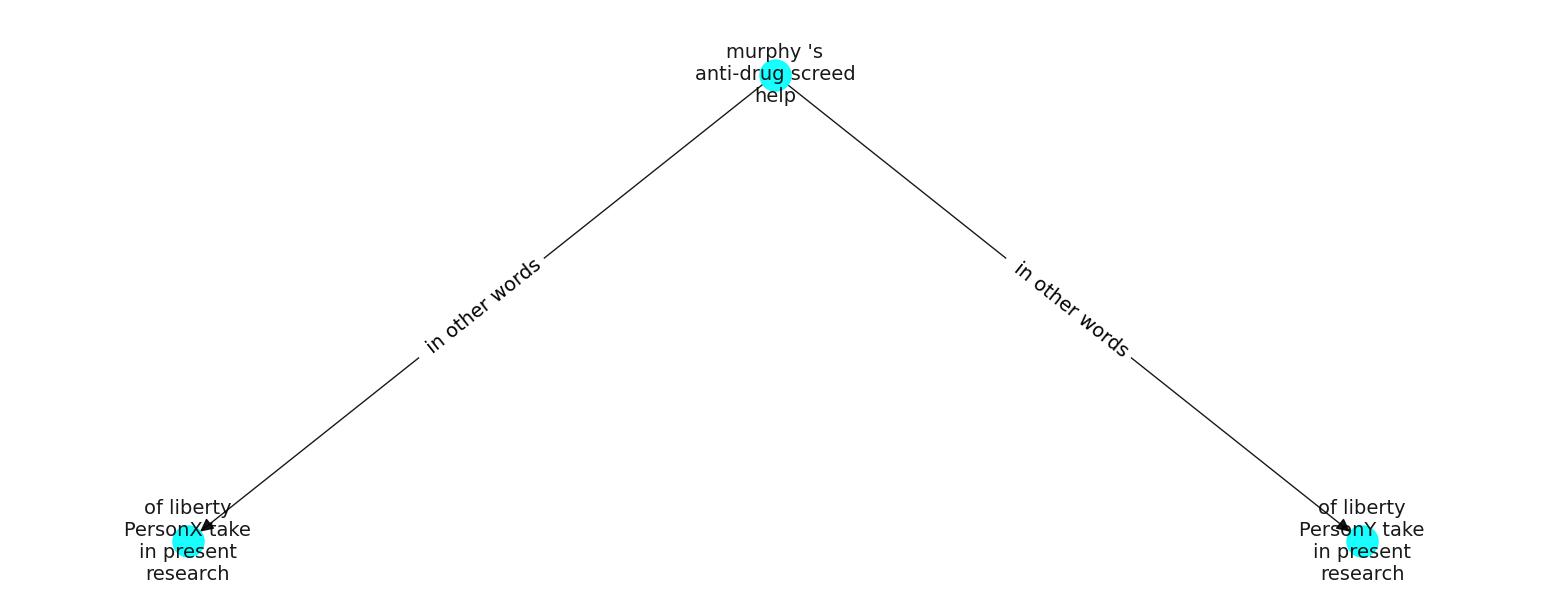 murphy 's
anti-drug screed
help
in other words
in other words
of liberty
PersonX take
in present
research
of liberty
PersonY take
in present
research